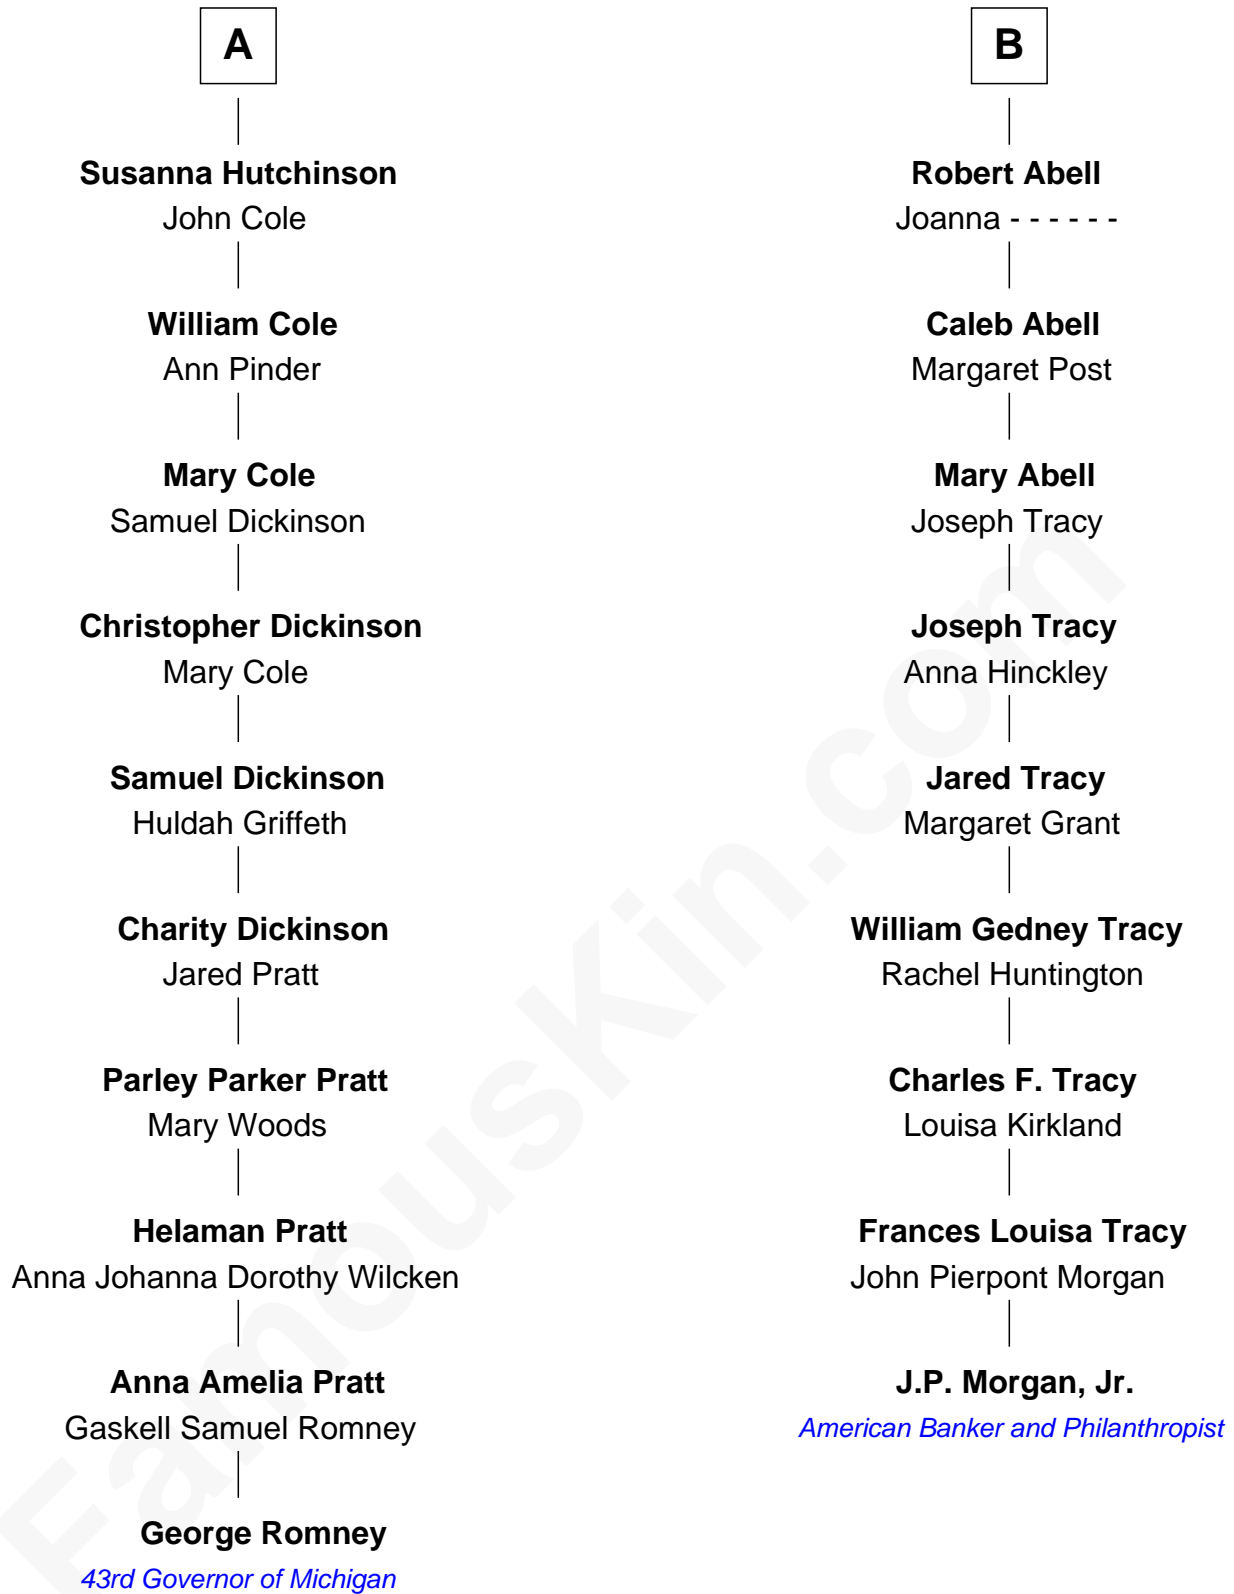 A
Susanna Hutchinson
John Cole
William Cole
Ann Pinder
Mary Cole
Samuel Dickinson
Christopher Dickinson
Mary Cole
Samuel Dickinson
Huldah Griffeth
Charity Dickinson
Jared Pratt
Parley Parker Pratt
Mary Woods
Helaman Pratt
Anna Johanna Dorothy Wilcken
Anna Amelia Pratt
Gaskell Samuel Romney
George Romney
43rd Governor of Michigan
B
Robert Abell
Joanna - - - - - -
Caleb Abell
Margaret Post
Mary Abell
Joseph Tracy
Joseph Tracy
Anna Hinckley
Jared Tracy
Margaret Grant
William Gedney Tracy
Rachel Huntington
Charles F. Tracy
Louisa Kirkland
Frances Louisa Tracy
John Pierpont Morgan
J.P. Morgan, Jr.
American Banker and Philanthropist
FamousKin.com